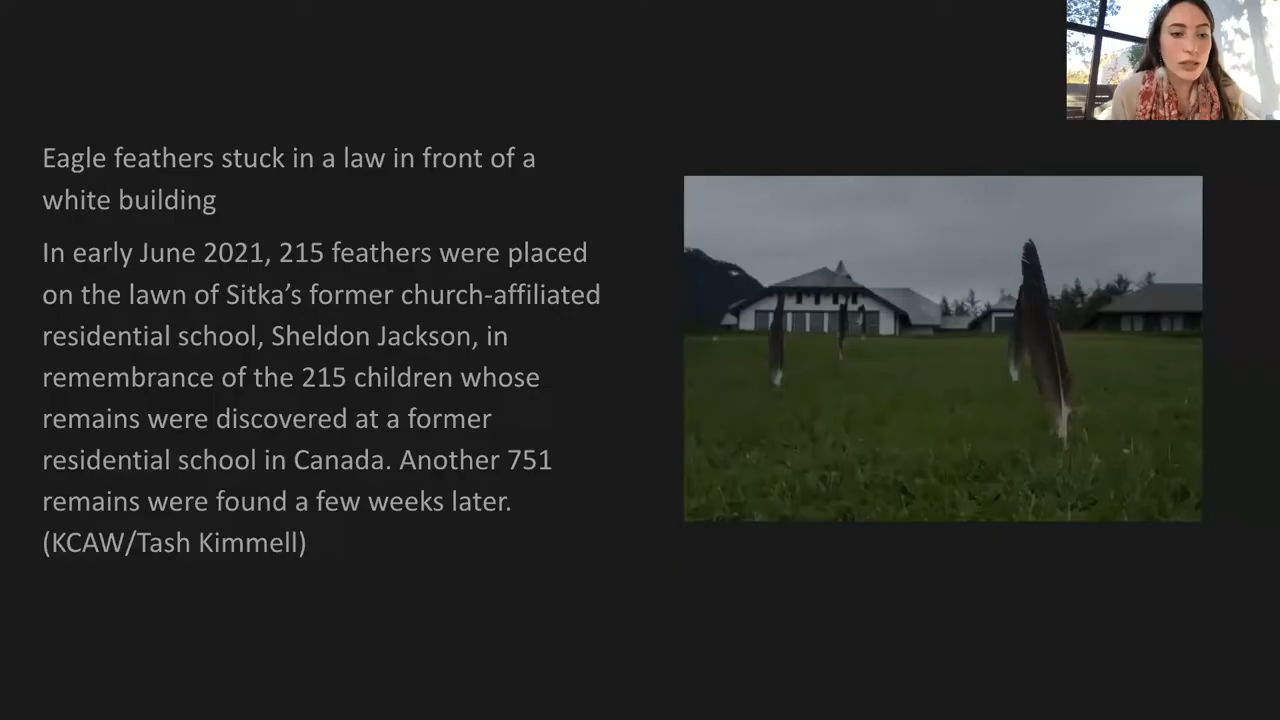 Eagle feathers stuck in a law in front of a
white building
In early June 2021, 215 feathers were placed
on the lawn of Sitka’s former church-affiliated
residential school, Sheldon Jackson, in
remembrance of the 215 children whose
remains were discovered at a former
residential school in Canada. Another 751
remains were found a few weeks later.
(KCAW/Tash Kimmell)